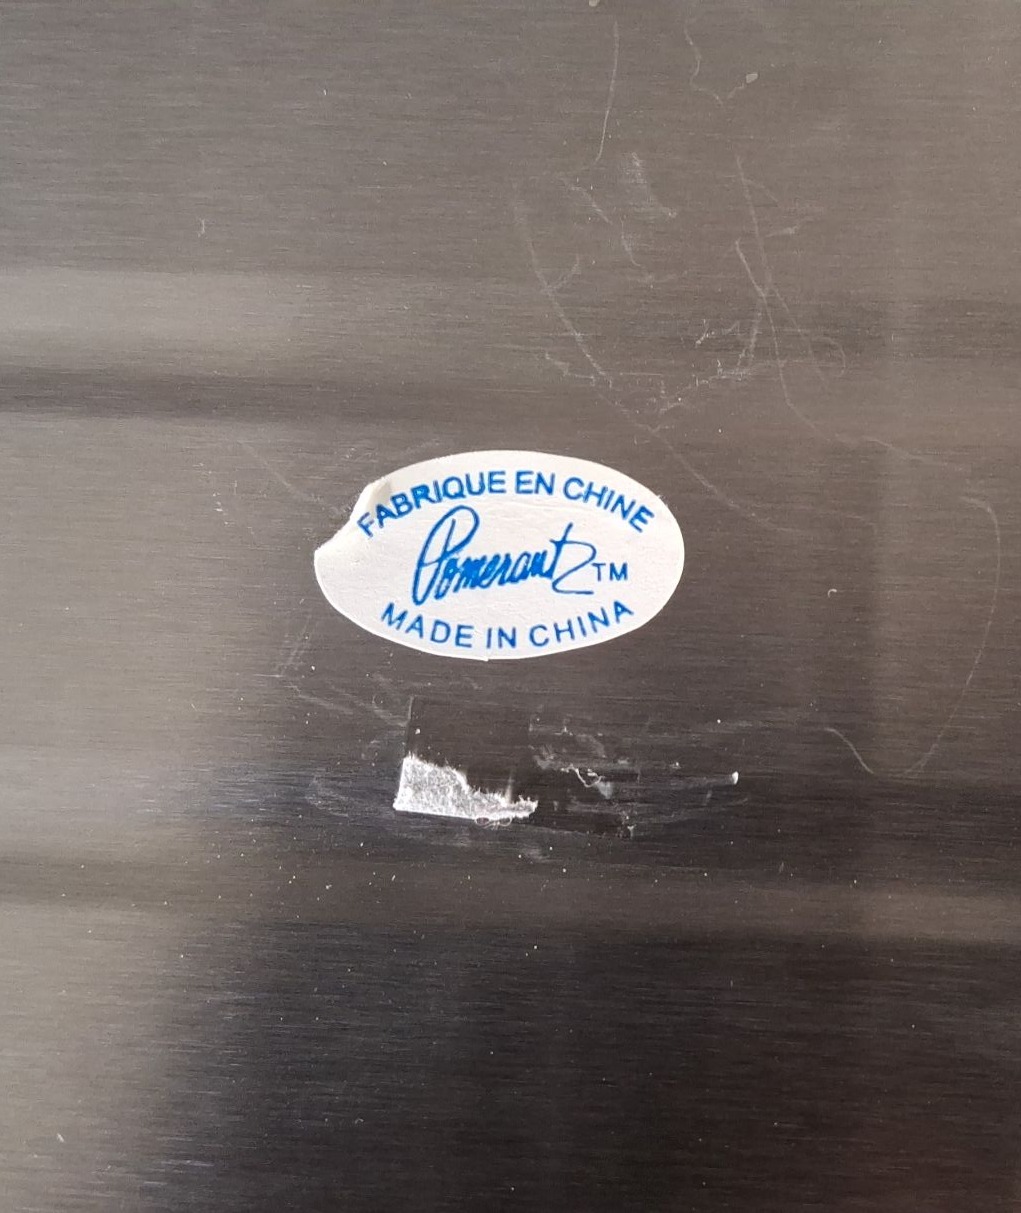 FABRIQUE EN CHINE
Pomerantz TM
MADE IN CHINA